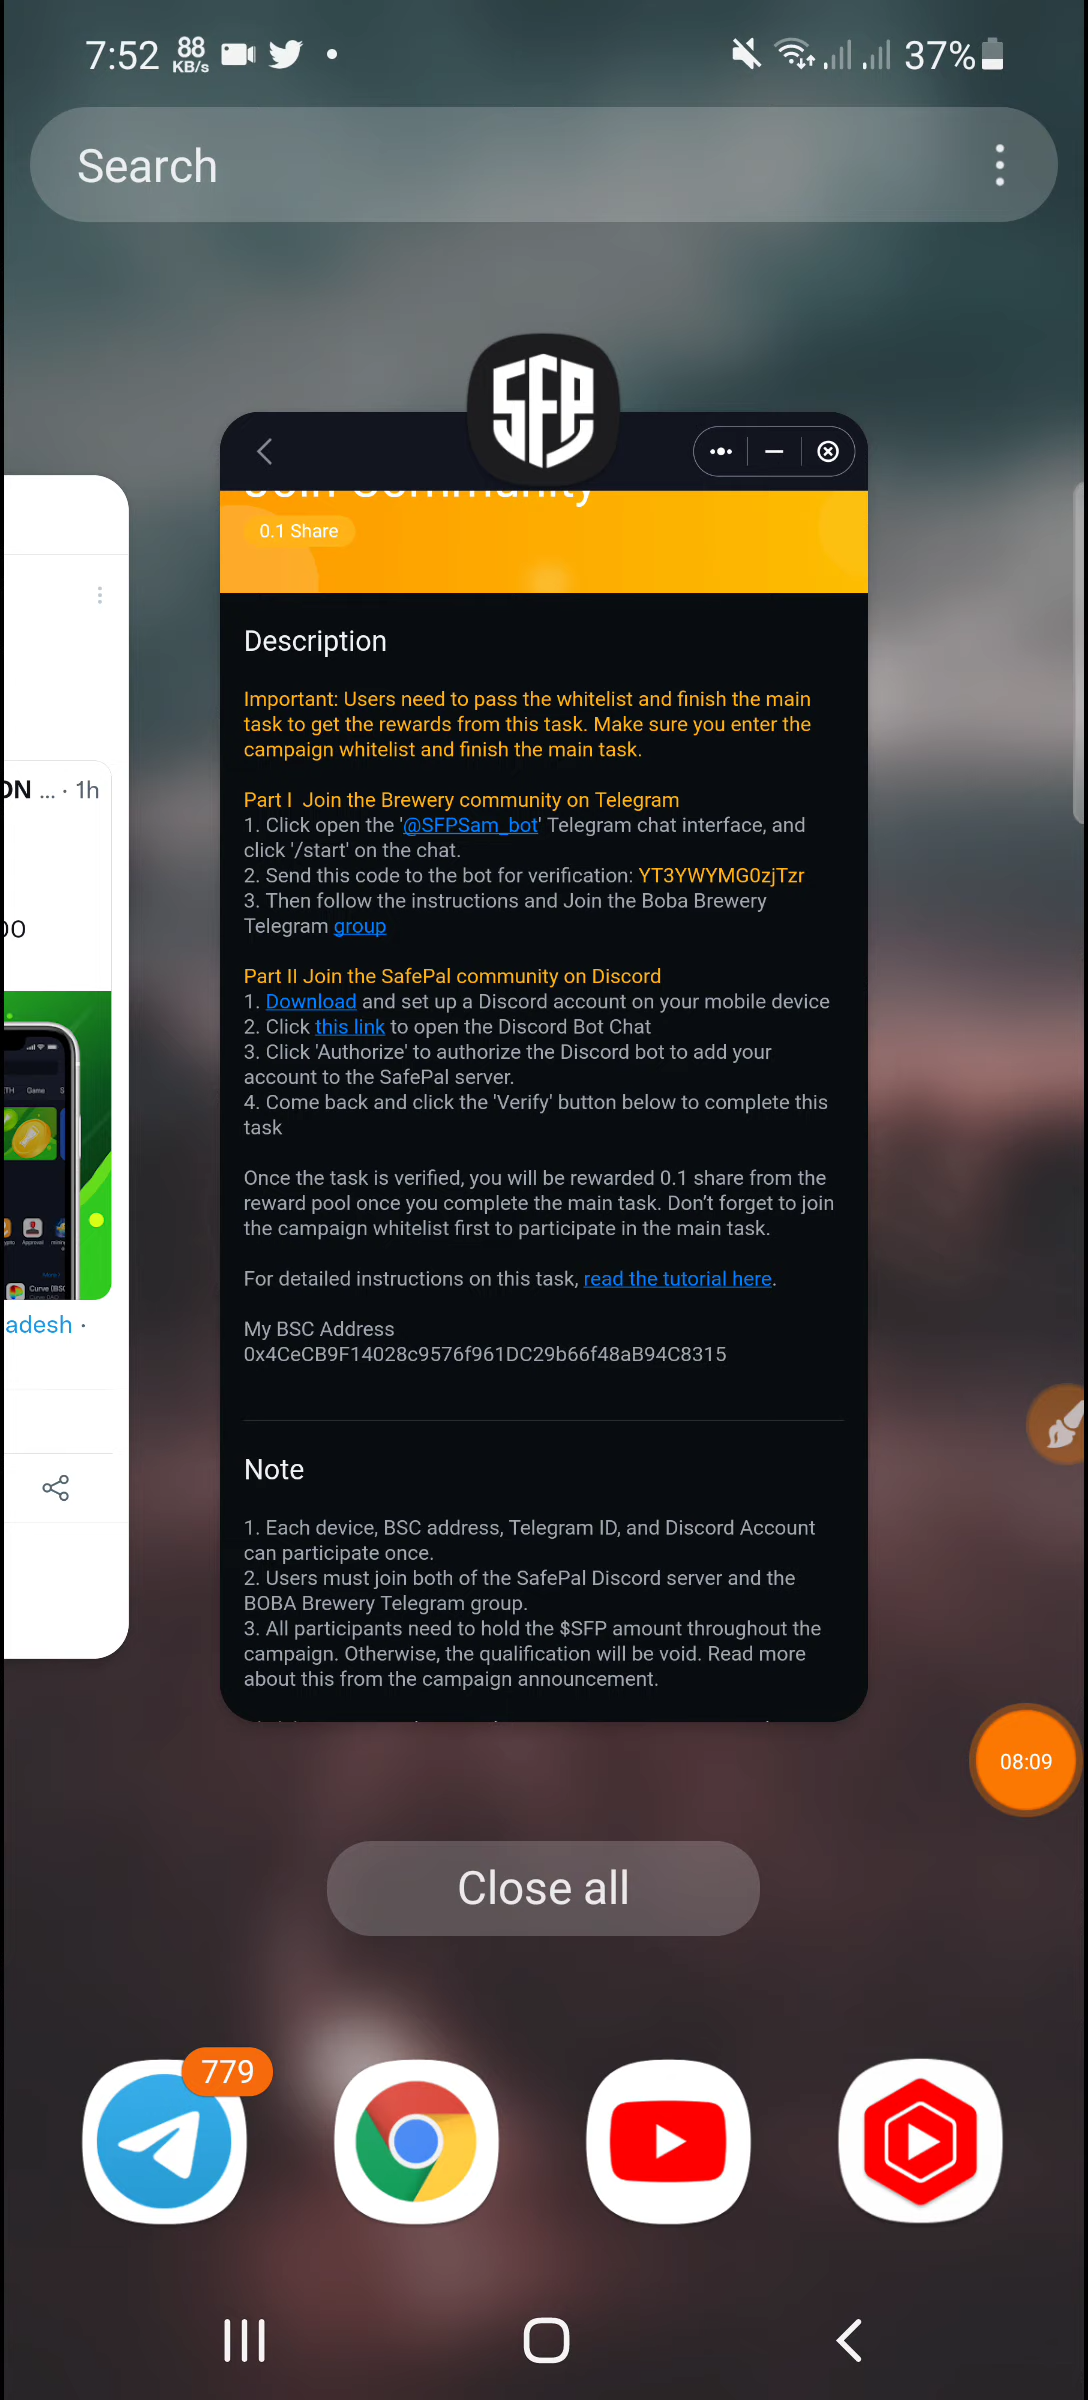 7:52 88 KB/s 37%
Search
SFP
Join Community
0.1 Share
Description
Important: Users need to pass the whitelist and finish the main
task to get the rewards from this task. Make sure you enter the
campaign whitelist and finish the main task.
Part I  Join the Brewery community on Telegram
1. Click open the '@SFPSam_bot' Telegram chat interface, and
click '/start' on the chat.
2. Send this code to the bot for verification: YT3YWYMG0zjTzr
3. Then follow the instructions and Join the Boba Brewery
Telegram group
Part II Join the SafePal community on Discord
1. Download and set up a Discord account on your mobile device
2. Click this link to open the Discord Bot Chat
3. Click 'Authorize' to authorize the Discord bot to add your
account to the SafePal server.
4. Come back and click the 'Verify' button below to complete this
task
Once the task is verified, you will be rewarded 0.1 share from the
reward pool once you complete the main task. Don't forget to join
the campaign whitelist first to participate in the main task.
For detailed instructions on this task, read the tutorial here.
My BSC Address
0x4CeCB9F14028c9576f961DC29b66f48aB94C8315
Note
1. Each device, BSC address, Telegram ID, and Discord Account
can participate once.
2. Users must join both of the SafePal Discord server and the
BOBA Brewery Telegram group.
3. All participants need to hold the $SFP amount throughout the
campaign. Otherwise, the qualification will be void. Read more
about this from the campaign announcement.
ON ... · 1h
00
TH Game S
Approval
Curve (BSC
adesh ·
08:09
Close all
779